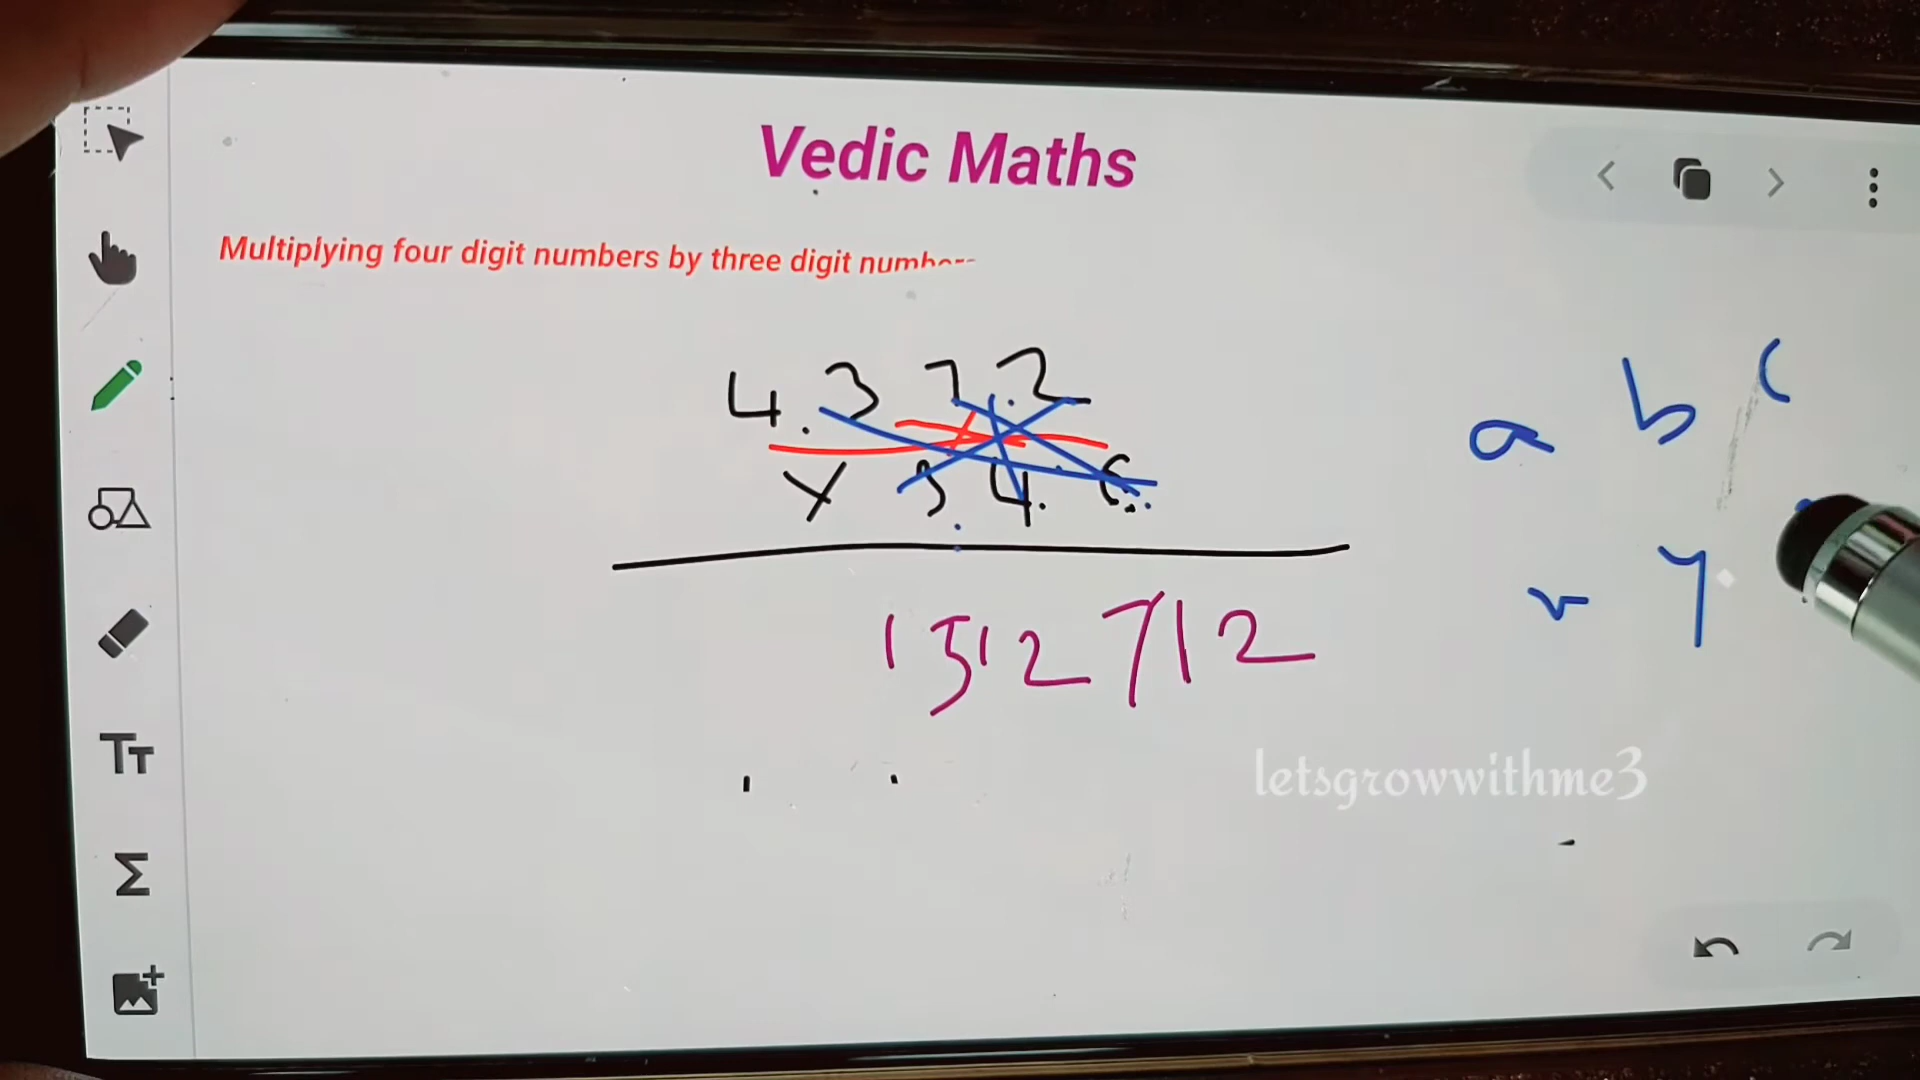 Vedic Maths
Multiplying four digit numbers by three digit numbers
4372
x 346
1512712
a b c
y
letsgrowwithme3